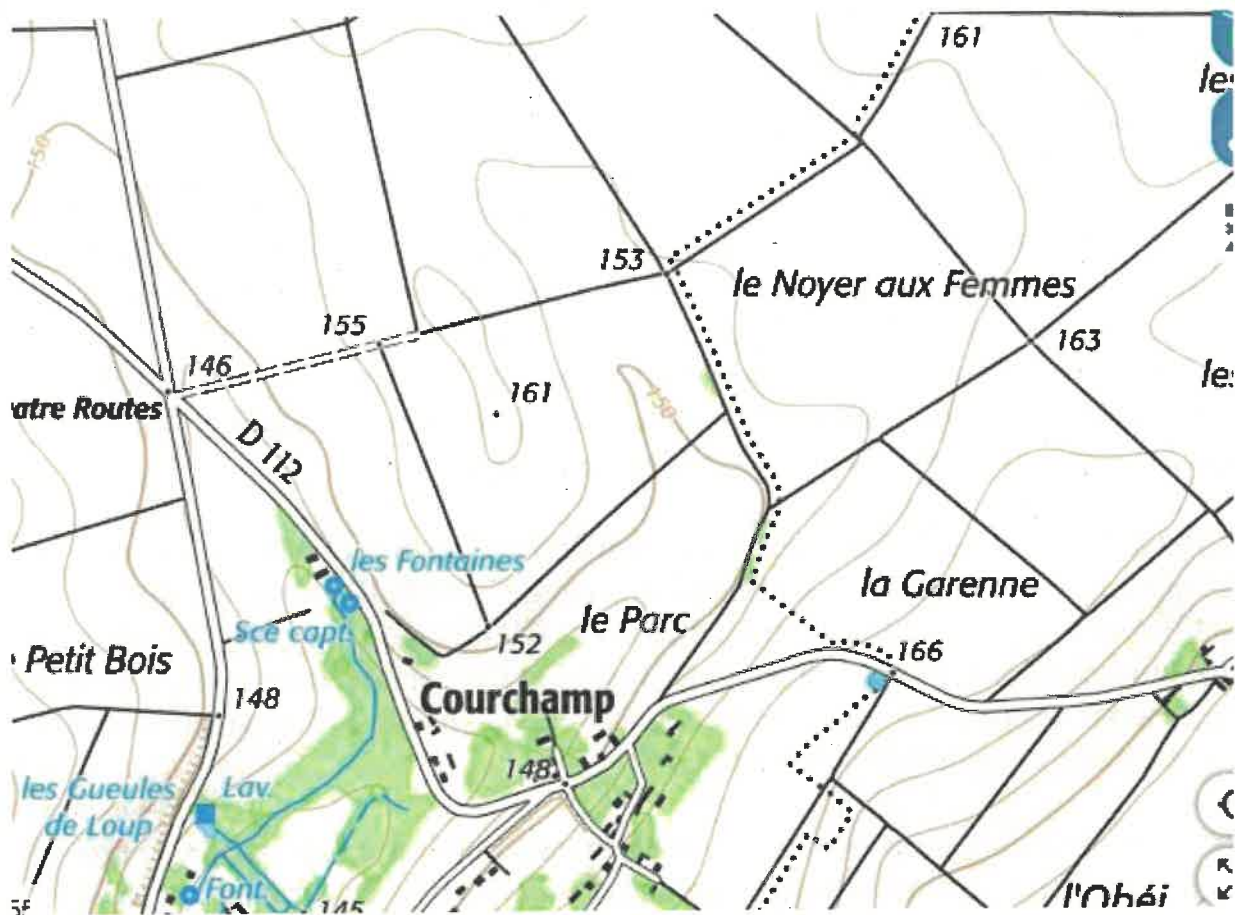 161
150
153
le Noyer aux Femmes
155
163
146
161
150
atre Routes
D 112
les Fontaines
la Garenne
Sce capt.
le Parc
152
166
Petit Bois
Courchamp
148
148
les Gueules
de Loup
Lav.
Font.
145
l'Obéi